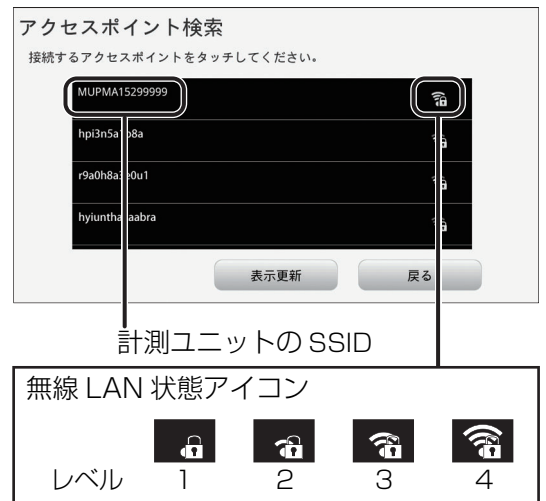 アクセスポイント検索
接続するアクセスポイントをタッチしてください。
MUPMA15299999
hpi3n5a1b8a
r9a0h8a3e0u1
表示更新
戻る
計測ユニットの SSID
無線 LAN 状態アイコン
レベル 1 2 3 4